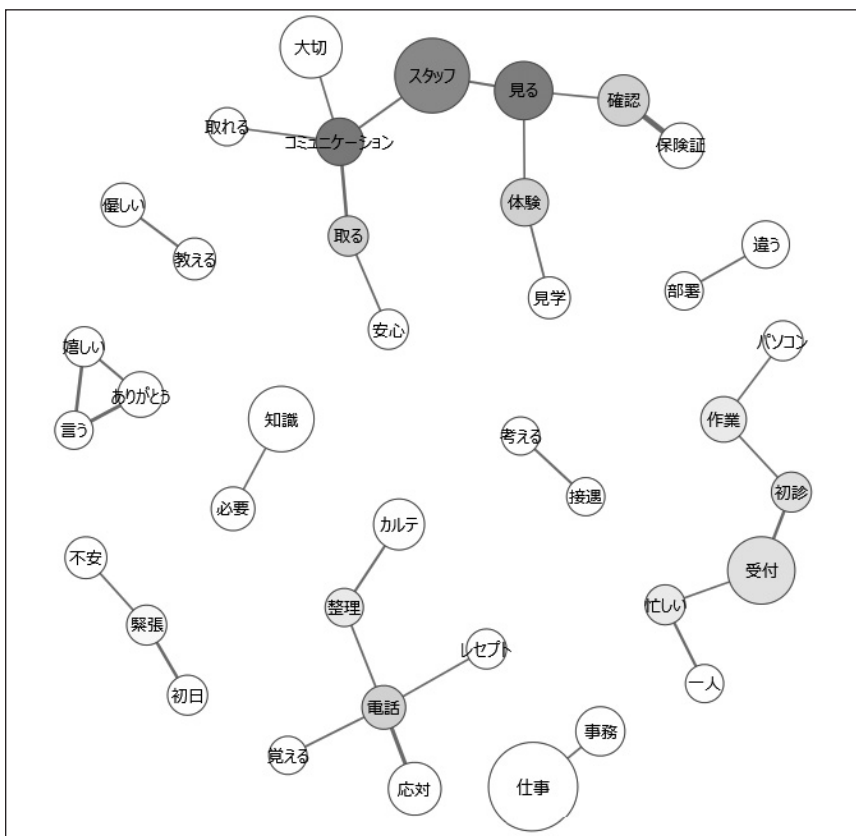 大切
スタッフ
見る
確認
取れる
コミュニケーション
保険証
優しい
体験
教える
取る
違う
部署
見学
安心
嬉しい
パソコン
ありがとう
言う
知識
考える
作業
必要
接遇
初診
カルテ
不安
受付
整理
忙しい
緊張
レセプト
一人
初日
電話
事務
覚える
応対
仕事